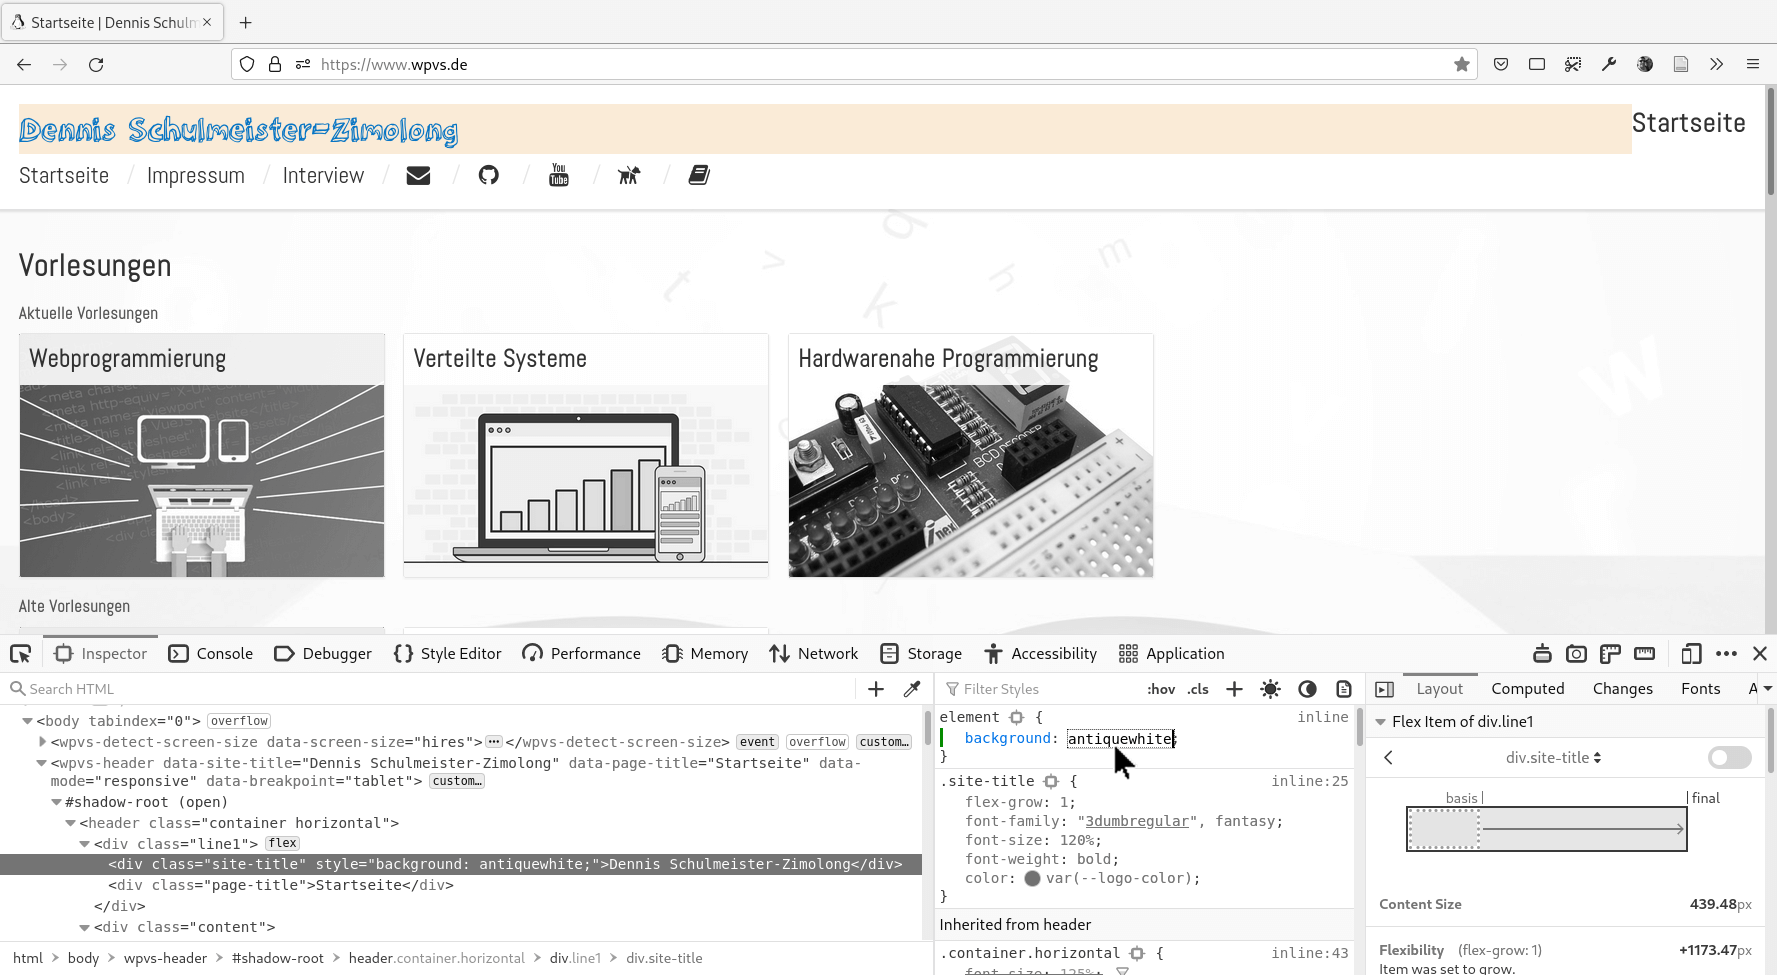 Startseite | Dennis Schulm
https://www.wpvs.de
Dennis Schulmeister-Zimolong
Startseite
Startseite / Impressum / Interview / / You Tube / /
Vorlesungen
Aktuelle Vorlesungen
Webprogrammierung
Verteilte Systeme
Hardwarenahe Programmierung
BCD DECODER
Alte Vorlesungen
Inspector Console Debugger Style Editor Performance Memory Network Storage Accessibility Application
Search HTML
<body tabindex="0"> overflow
<wpvs-detect-screen-size data-screen-size="hires"> </wpvs-detect-screen-size> event overflow custom…
<wpvs-header data-site-title="Dennis Schulmeister-Zimolong" data-page-title="Startseite" data-
mode="responsive" data-breakpoint="tablet"> custom…
#shadow-root (open)
<header class="container horizontal">
<div class="line1"> flex
<div class="site-title" style="background: antiquewhite;">Dennis Schulmeister-Zimolong</div>
<div class="page-title">Startseite</div>
</div>
<div class="content">
html > body > wpvs-header > #shadow-root > header.container.horizontal > div.line1 > div.site-title
Filter Styles :hov .cls
element { inline
background: antiquewhite;
}
.site-title { inline:25
flex-grow: 1;
font-family: "3dumbregular", fantasy;
font-size: 120%;
font-weight: bold;
color: var(--logo-color);
}
Inherited from header
.container.horizontal { inline:43
font-size: 125%;
Layout Computed Changes Fonts A
Flex Item of div.line1
div.site-title
basis final
Content Size 439.48px
Flexibility (flex-grow: 1) +1173.47px
Item was set to grow.